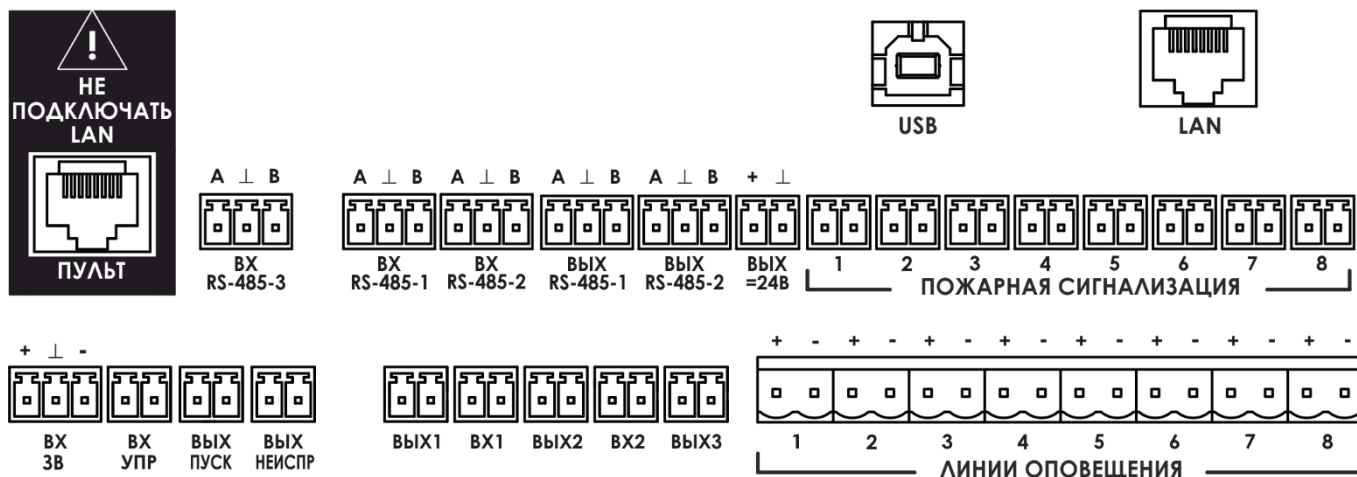 !
НЕ
ПОДКЛЮЧАТЬ
LAN
ПУЛЬТ
USB
LAN
A ⊥ B
A ⊥ B A ⊥ B A ⊥ B A ⊥ B + ⊥
ВХ
RS-485-3
ВХ
RS-485-1
ВХ
RS-485-2
ВЫХ
RS-485-1
ВЫХ
RS-485-2
ВЫХ
=24В
1 2 3 4 5 6 7 8
ПОЖАРНАЯ СИГНАЛИЗАЦИЯ
+ ⊥ -
ВХ
ЗВ
ВХ
УПР
ВЫХ
ПУСК
ВЫХ
НЕИСПР
ВЫХ1 ВХ1 ВЫХ2 ВХ2 ВЫХ3
+ - + - + - + - + - + - + - + -
1 2 3 4 5 6 7 8
ЛИНИИ ОПОВЕЩЕНИЯ